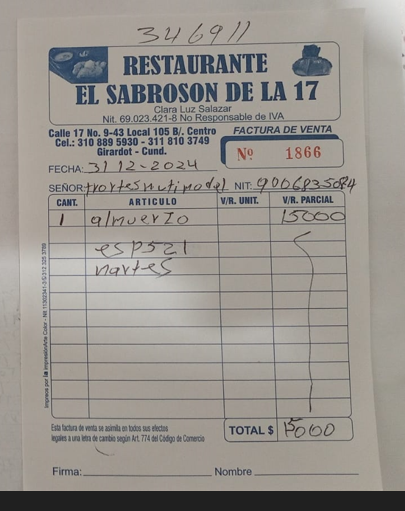 346911
RESTAURANTE
EL SABROSON DE LA 17
Clara Luz Salazar
Nit. 69.023.421-8 No Responsable de IVA
Calle 17 No. 9-43 Local 105 B/. Centro
Cel.: 310 889 5930 - 311 810 3749
Girardot - Cund.
FACTURA DE VENTA
Nº 1866
FECHA: 31 12-2024
SEÑOR: NIT: 9006835084
CANT. ARTICULO V/R. UNIT. V/R. PARCIAL
1 almuerzo 15000
esp521
martes
Esta factura de venta se asimila en todos sus efectos
legales a una letra de cambio según Art. 774 del Código de Comercio
TOTAL $ 15000
Firma: Nombre